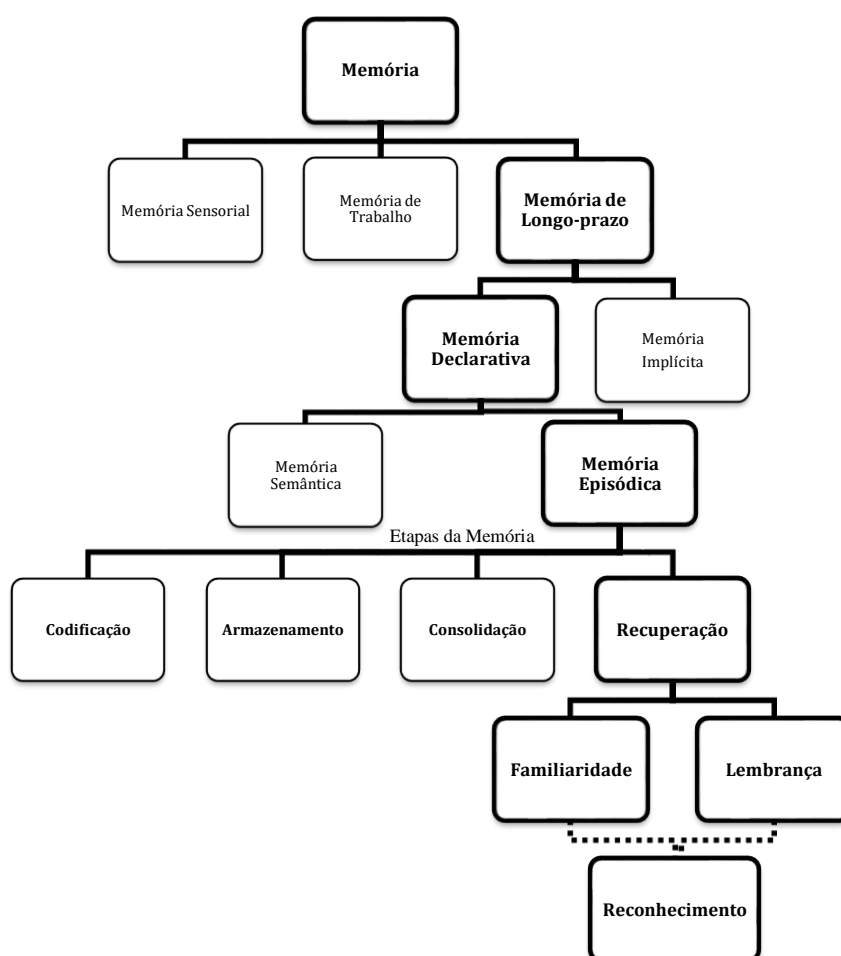 Memória
Memória Sensorial
Memória de
Trabalho
Memória de
Longo-prazo
Memória
Declarativa
Memória
Implícita
Memória
Semântica
Memória
Episódica
Etapas da Memória
Codificação
Armazenamento
Consolidação
Recuperação
Familiaridade
Lembrança
Reconhecimento